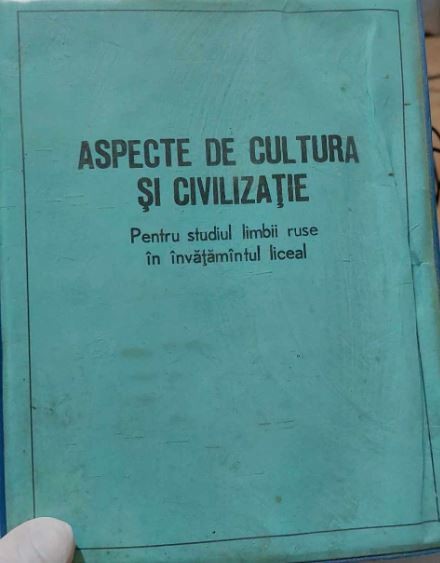 ASPECTE DE CULTURA
ŞI CIVILIZAŢIE
Pentru studiul limbii ruse
în învăţămîntul liceal